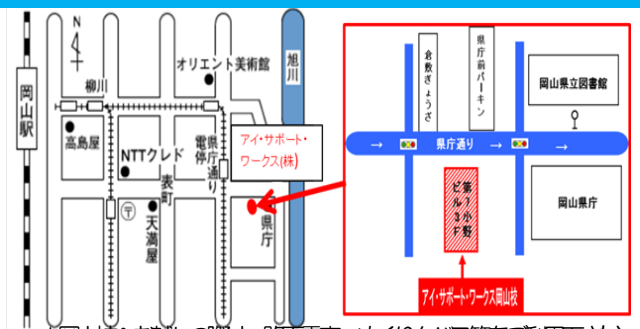 N
岡山駅
柳川
高島屋
オリエント美術館
旭川
NTTクレド
表町
〒
天満屋
県庁通り
電停
アイ・サポート・
ワークス(株)
県庁
倉敷ぎょうざ
県庁前パーキン
岡山県立図書館
→
県庁通り
→
→
第1小野
ビル3F
岡山県庁
アイ・サポート・ワークス岡山校